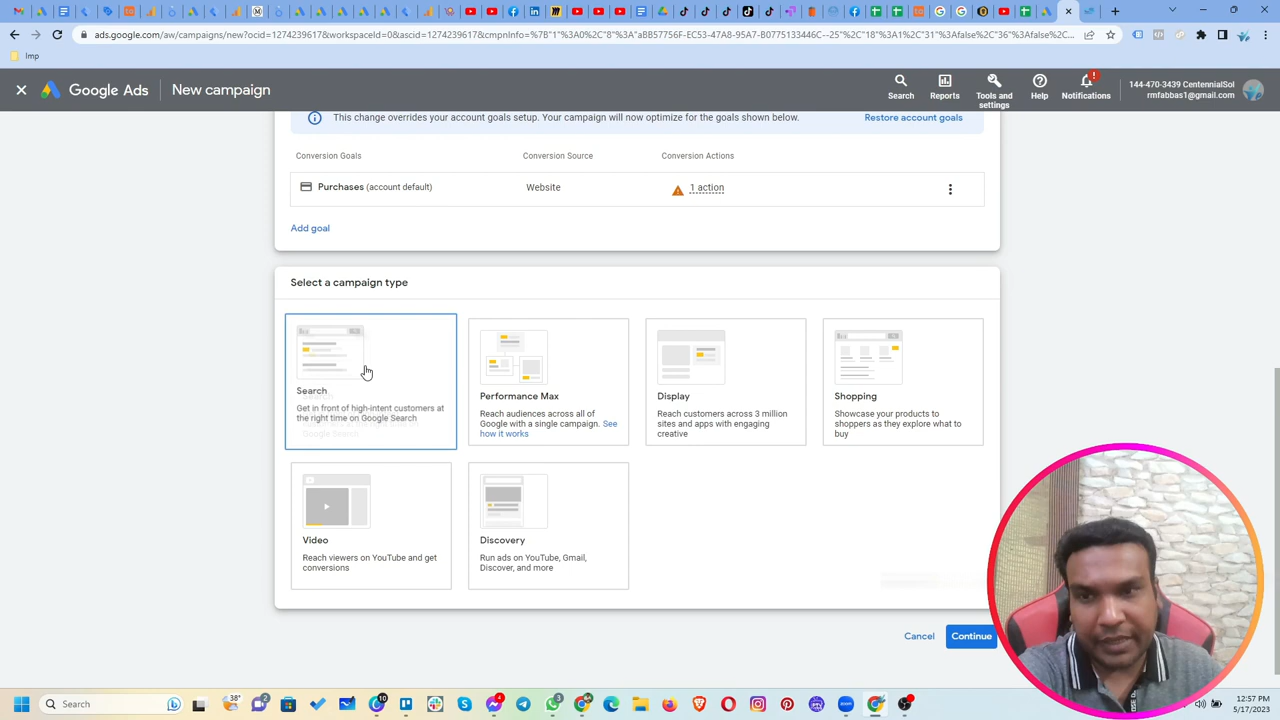 ads.google.com/aw/campaigns/new?ocid=1274239617&workspaceId=0&ascid=1274239617&cmpnInfo=%7B"1"%3A0%2C"8"%3A"a8B57756F-EC53-47A8-95A7-B0775133446C--25"%2C"18"%3A1%2C"31"%3Afalse%2C"36"%3Afalse%2C...
Imp
Google Ads
New campaign
Search
Reports
Tools and
settings
Help
!
Notifications
144-470-3439 CentennialSol
rmfabbas1@gmail.com
This change overrides your account goals setup. Your campaign will now optimize for the goals shown below.
Restore account goals
Conversion Goals
Conversion Source
Conversion Actions
Purchases (account default)
Website
1 action
Add goal
Select a campaign type
Search
Get in front of high-intent customers at
the right time on Google Search
Performance Max
Reach audiences across all of
Google with a single campaign. See
how it works
Display
Reach customers across 3 million
sites and apps with engaging
creative
Shopping
Showcase your products to
shoppers as they explore what to
buy
Video
Reach viewers on YouTube and get
conversions
Discovery
Run ads on YouTube, Gmail,
Discover, and more
Cancel
Continue
Search
38°
2
10
4
3
zoom
12:57 PM
5/17/2023